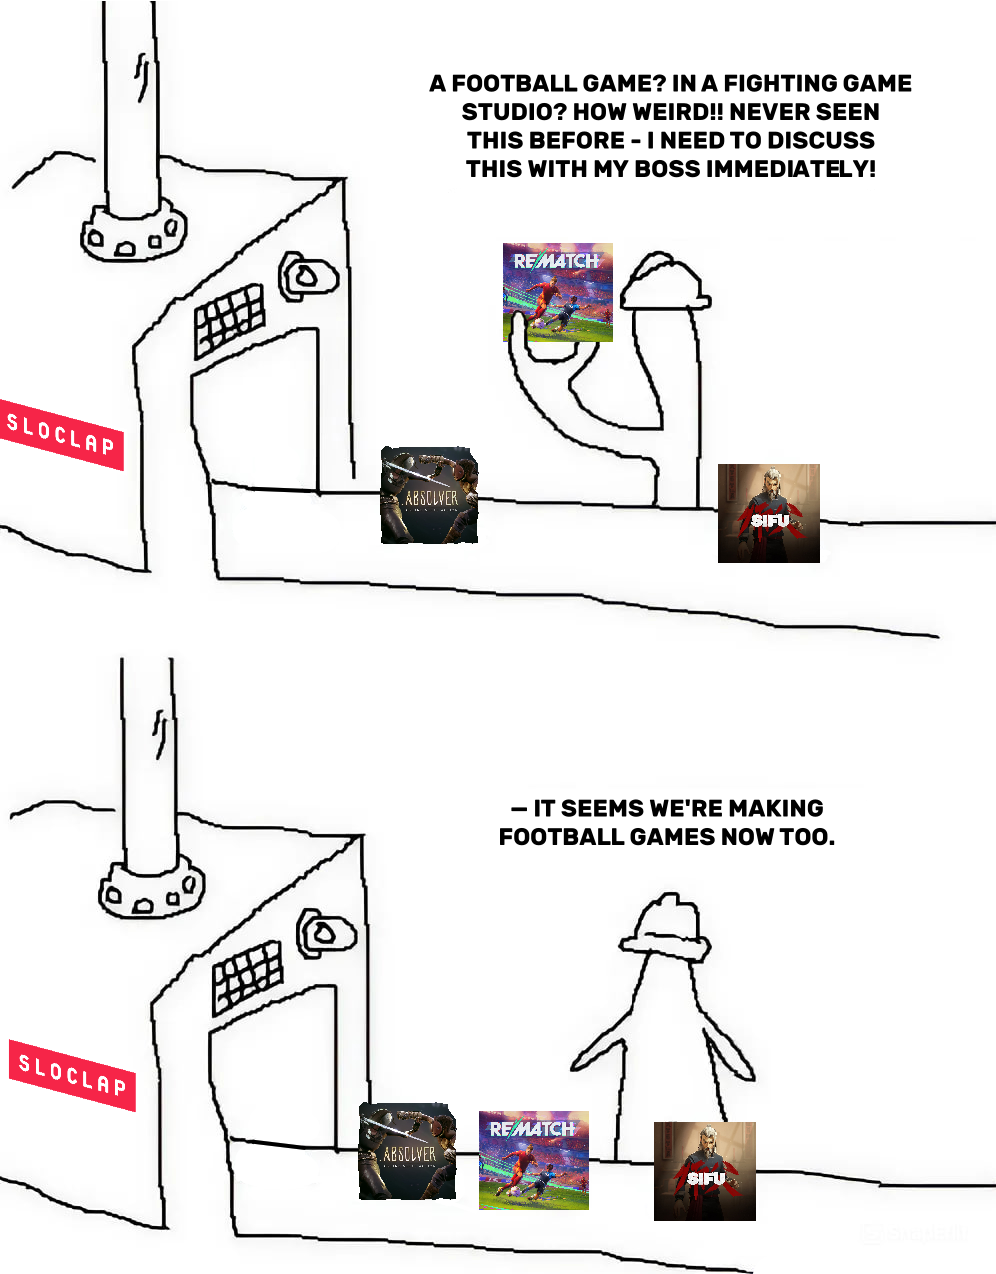 A FOOTBALL GAME? IN A FIGHTING GAME
STUDIO? HOW WEIRD!! NEVER SEEN
THIS BEFORE - I NEED TO DISCUSS
THIS WITH MY BOSS IMMEDIATELY!
REMATCH
SLOCLAP
ABSOLVER
SIFU
— IT SEEMS WE'RE MAKING
FOOTBALL GAMES NOW TOO.
SLOCLAP
ABSOLVER
REMATCH
SIFU